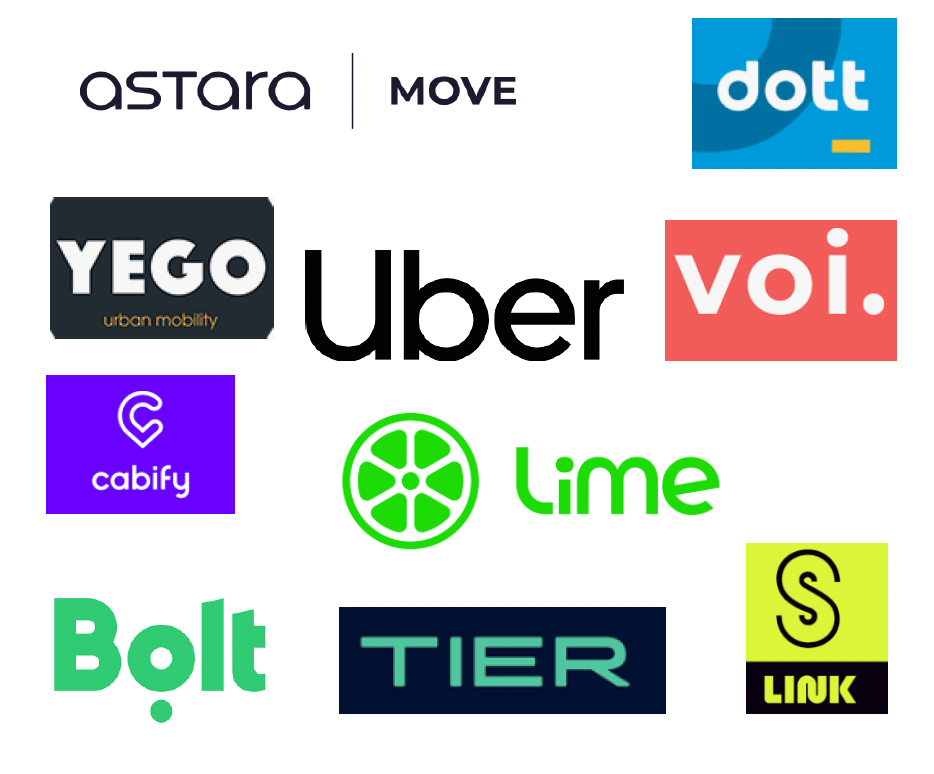 astara | MOVE
dott
YEGO
urban mobility
Uber
voi.
cabify
Lime
Bolt
TIER
S
LINK